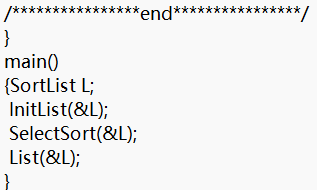 /****************end****************/
}
main()
{SortList L;
 InitList(&L);
 SelectSort(&L);
 List(&L);
}